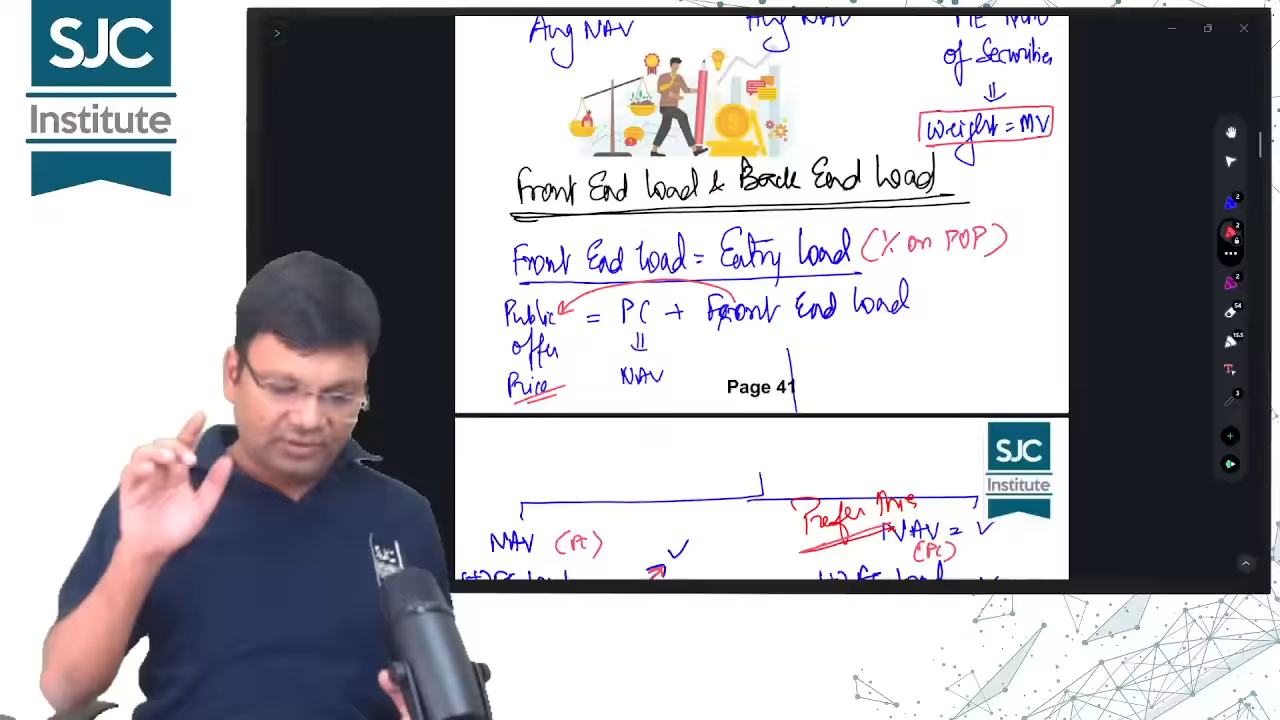 SJC
Institute
Avg NAV
Avg NAV
of Securities
Weight = MV
Front End Load & Back End Load
Front End Load = Entry Load (% on POP)
Public = PC + Front End Load
offer
Price
NAV
Page 41
SJC
Institute
Prefer this
NAV (PC)
NAV =
(PC)